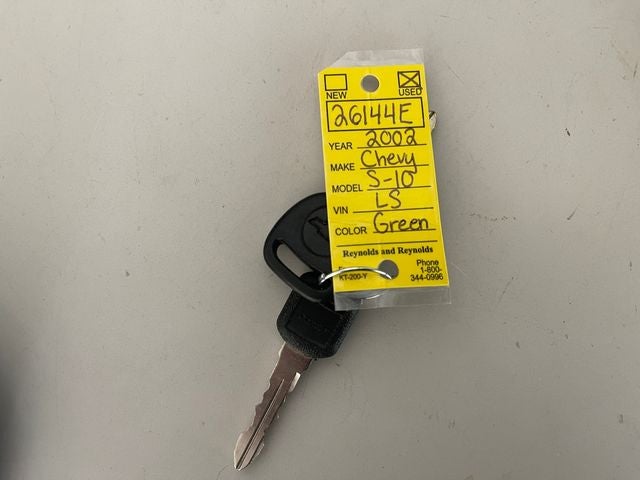 NEW USED
26144E
YEAR 2002
MAKE Chevy
MODEL S-10
VIN LS
COLOR Green
Reynolds and Reynolds
Phone
KT-200-Y 1-800-
344-0996